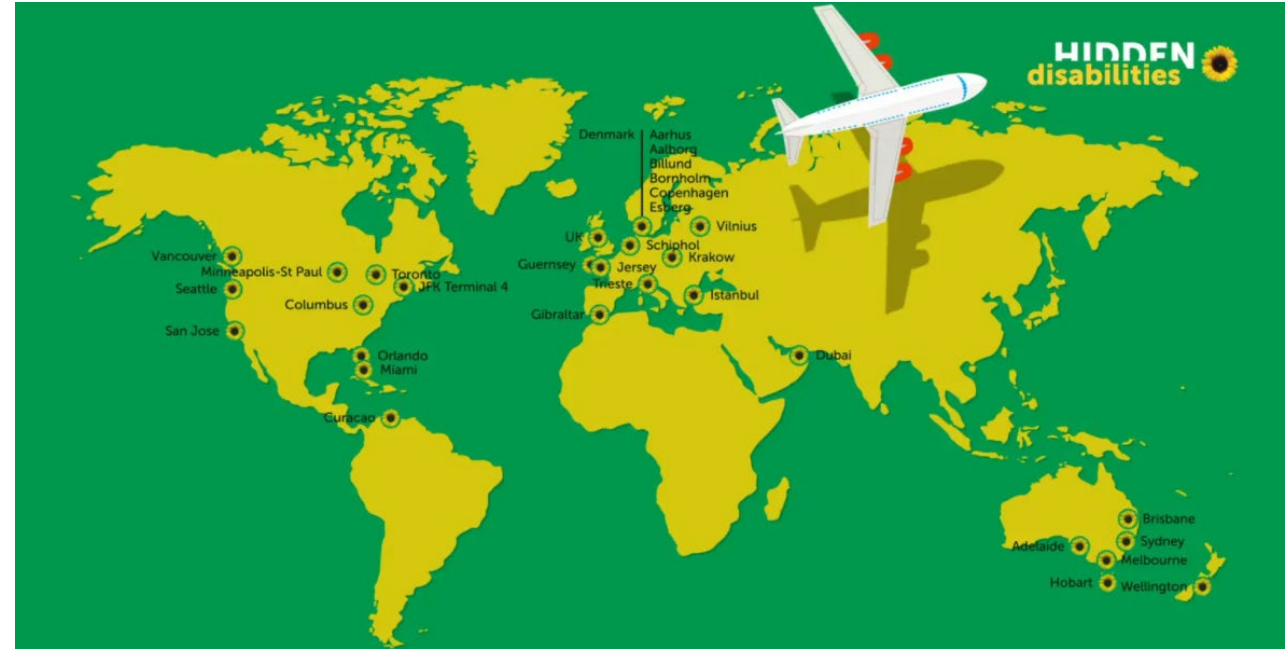 HIDDEN
disabilities
Denmark
Aarhus
Aalborg
Billund
Bornholm
Copenhagen
Esberg
UK
Vilnius
Schiphol
Guernsey
Jersey
Krakow
Trieste
Istanbul
Gibraltar
Vancouver
Minneapolis-St Paul
Toronto
Seattle
JFK Terminal 4
Columbus
San Jose
Orlando
Miami
Dubai
Curacao
Brisbane
Adelaide
Sydney
Melbourne
Hobart
Wellington